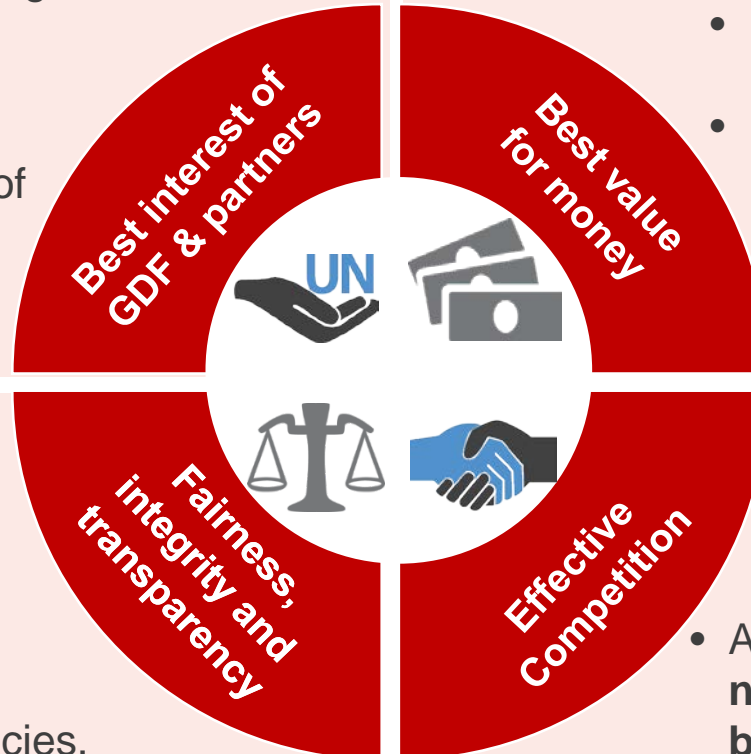 of
Best interest of
GDF & partners
Best value
for money
UN
Fairness,
integrity and
transparency
Effective
Competition
cies.